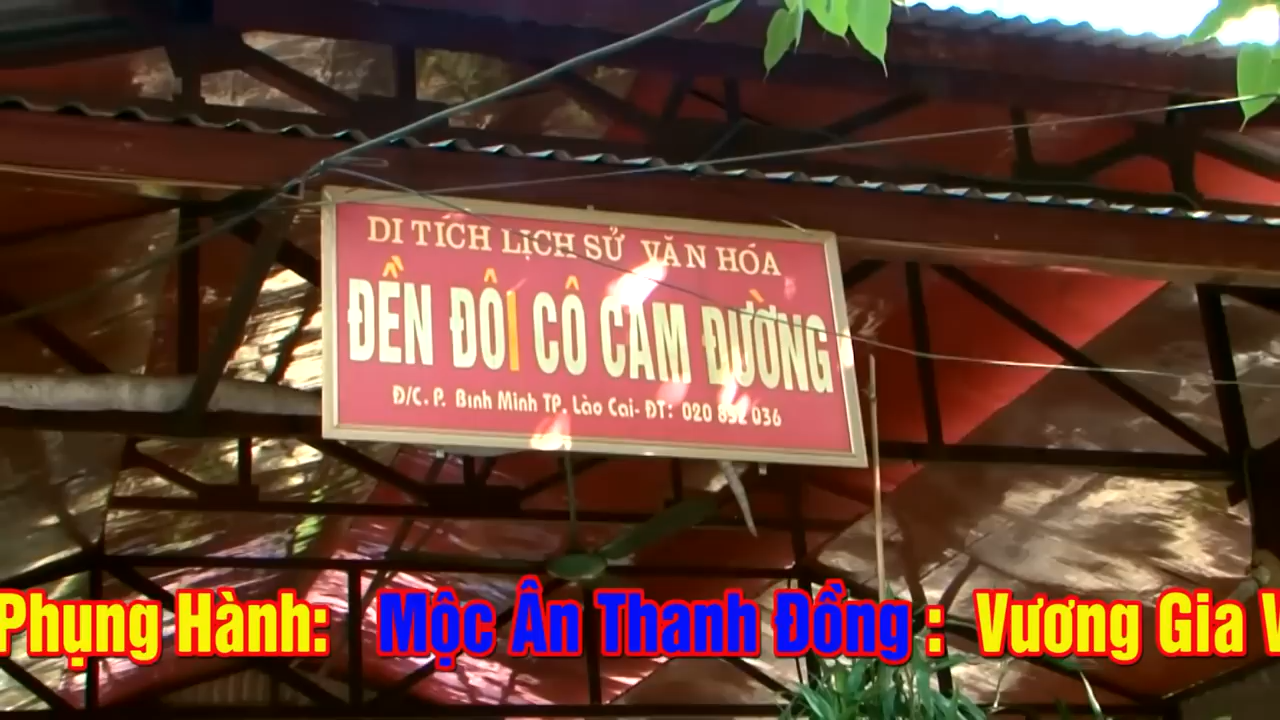 DI TÍCH LỊCH SỬ VĂN HÓA
ĐỀN ĐÔI CÔ CAM ĐƯỜNG
Đ/C. P. Bình Minh TP. Lào Cai- ĐT: 020 852 036
Phụng Hành: Mộc Ân Thanh Đồng : Vương Gia V